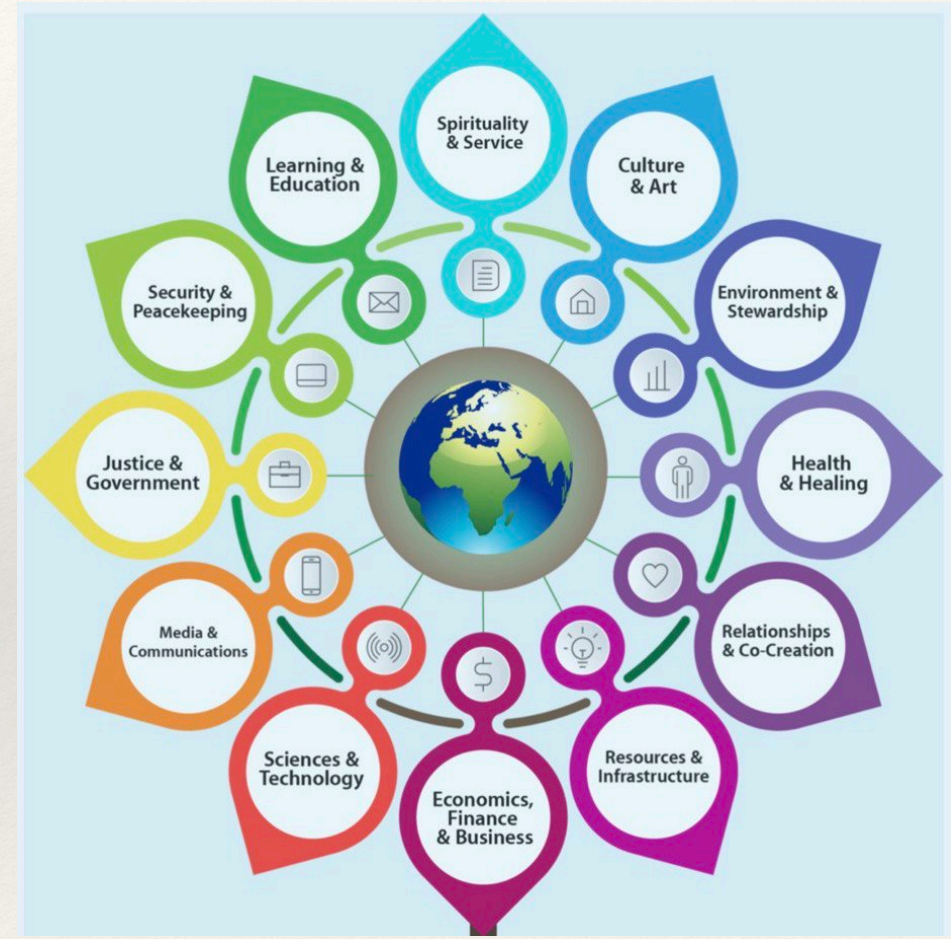 Spirituality
& Service
Culture
& Art
Environment &
Stewardship
Health
& Healing
Relationships
& Co-Creation
Resources &
Infrastructure
Economics,
Finance
& Business
Sciences &
Technology
Media &
Communications
Justice &
Government
Security &
Peacekeeping
Learning &
Education
$